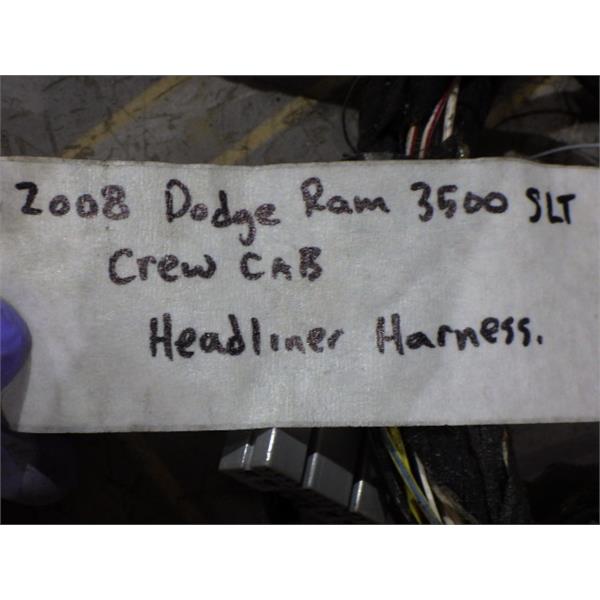 2008 Dodge Ram 3500 SLT
Crew CAB
Headliner Harness.